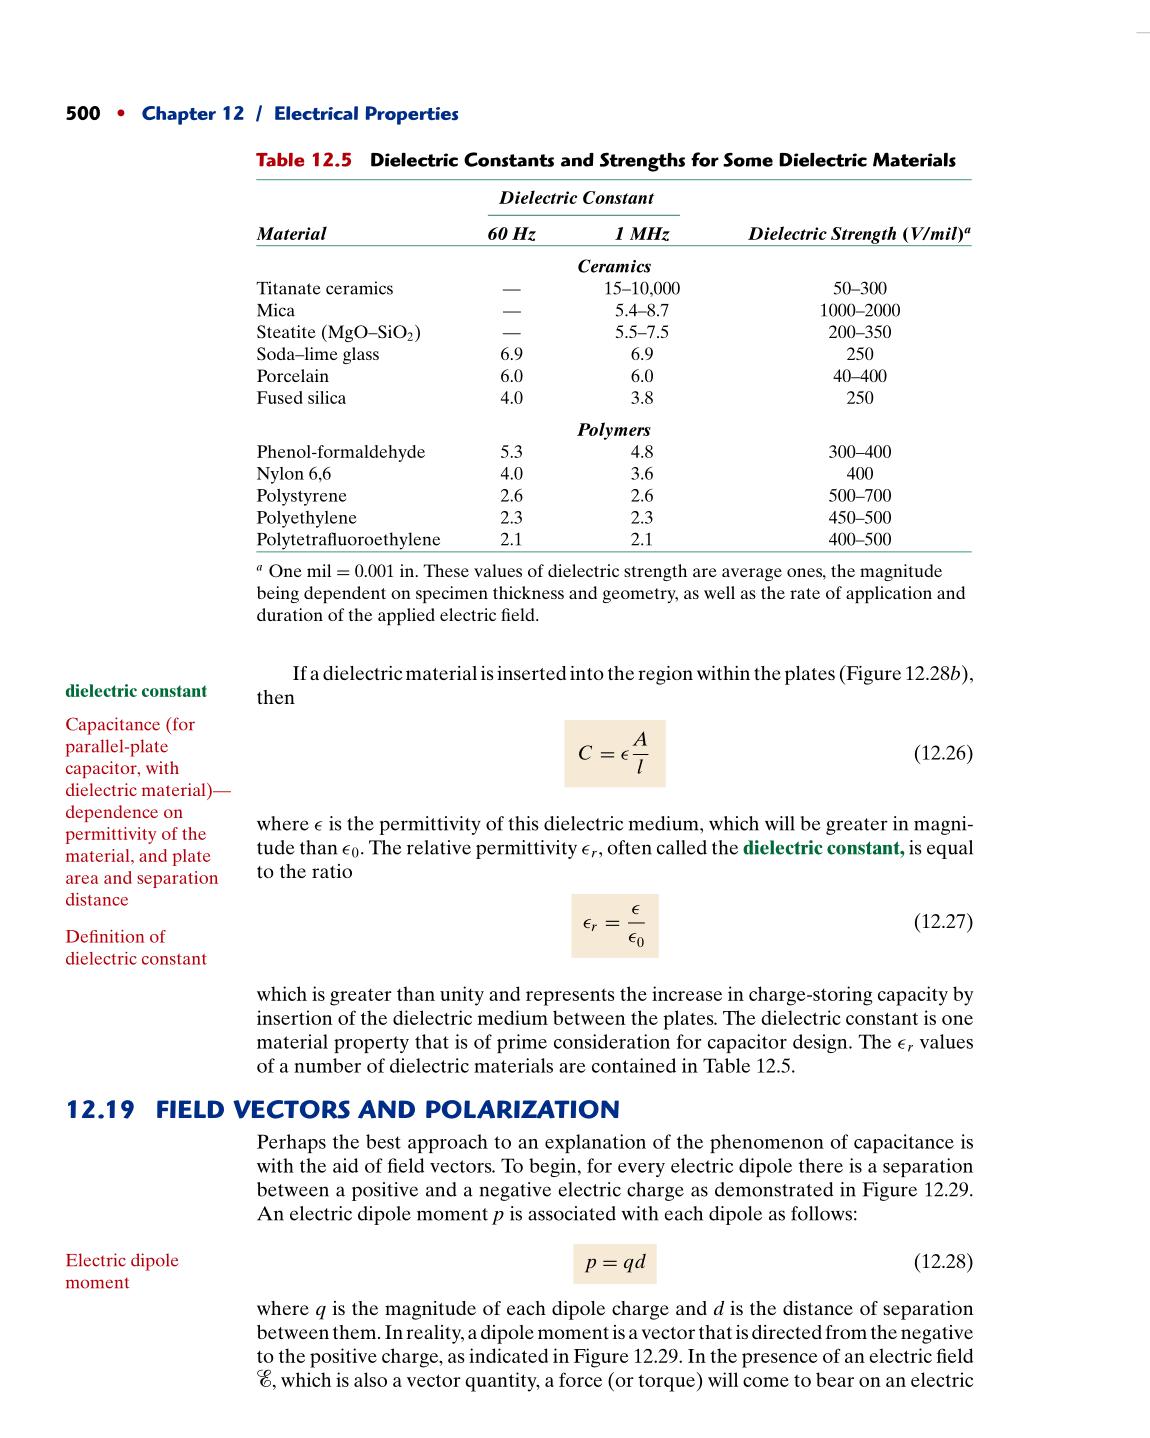 500 • Chapter 12 / Electrical Properties
Table 12.5 Dielectric Constants and Strengths for Some Dielectric Materials
Dielectric Constant
Material 60 Hz 1 MHz Dielectric Strength (V/mil)ᵃ
Ceramics
Titanate ceramics — 15–10,000 50–300
Mica — 5.4–8.7 1000–2000
Steatite (MgO–SiO₂) — 5.5–7.5 200–350
Soda–lime glass 6.9 6.9 250
Porcelain 6.0 6.0 40–400
Fused silica 4.0 3.8 250
Polymers
Phenol-formaldehyde 5.3 4.8 300–400
Nylon 6,6 4.0 3.6 400
Polystyrene 2.6 2.6 500–700
Polyethylene 2.3 2.3 450–500
Polytetrafluoroethylene 2.1 2.1 400–500
ᵃ One mil = 0.001 in. These values of dielectric strength are average ones, the magnitude
being dependent on specimen thickness and geometry, as well as the rate of application and
duration of the applied electric field.
If a dielectric material is inserted into the region within the plates (Figure 12.28b),
then
dielectric constant
Capacitance (for
parallel-plate
capacitor, with
dielectric material)—
dependence on
permittivity of the
material, and plate
area and separation
distance
C = ϵ A/l (12.26)
where ϵ is the permittivity of this dielectric medium, which will be greater in magni-
tude than ϵ₀. The relative permittivity ϵᵣ, often called the dielectric constant, is equal
to the ratio
Definition of
dielectric constant
ϵᵣ = ϵ/ϵ₀ (12.27)
which is greater than unity and represents the increase in charge-storing capacity by
insertion of the dielectric medium between the plates. The dielectric constant is one
material property that is of prime consideration for capacitor design. The ϵᵣ values
of a number of dielectric materials are contained in Table 12.5.
12.19 FIELD VECTORS AND POLARIZATION
Perhaps the best approach to an explanation of the phenomenon of capacitance is
with the aid of field vectors. To begin, for every electric dipole there is a separation
between a positive and a negative electric charge as demonstrated in Figure 12.29.
An electric dipole moment p is associated with each dipole as follows:
Electric dipole
moment
p = qd (12.28)
where q is the magnitude of each dipole charge and d is the distance of separation
between them. In reality, a dipole moment is a vector that is directed from the negative
to the positive charge, as indicated in Figure 12.29. In the presence of an electric field
ℰ, which is also a vector quantity, a force (or torque) will come to bear on an electric